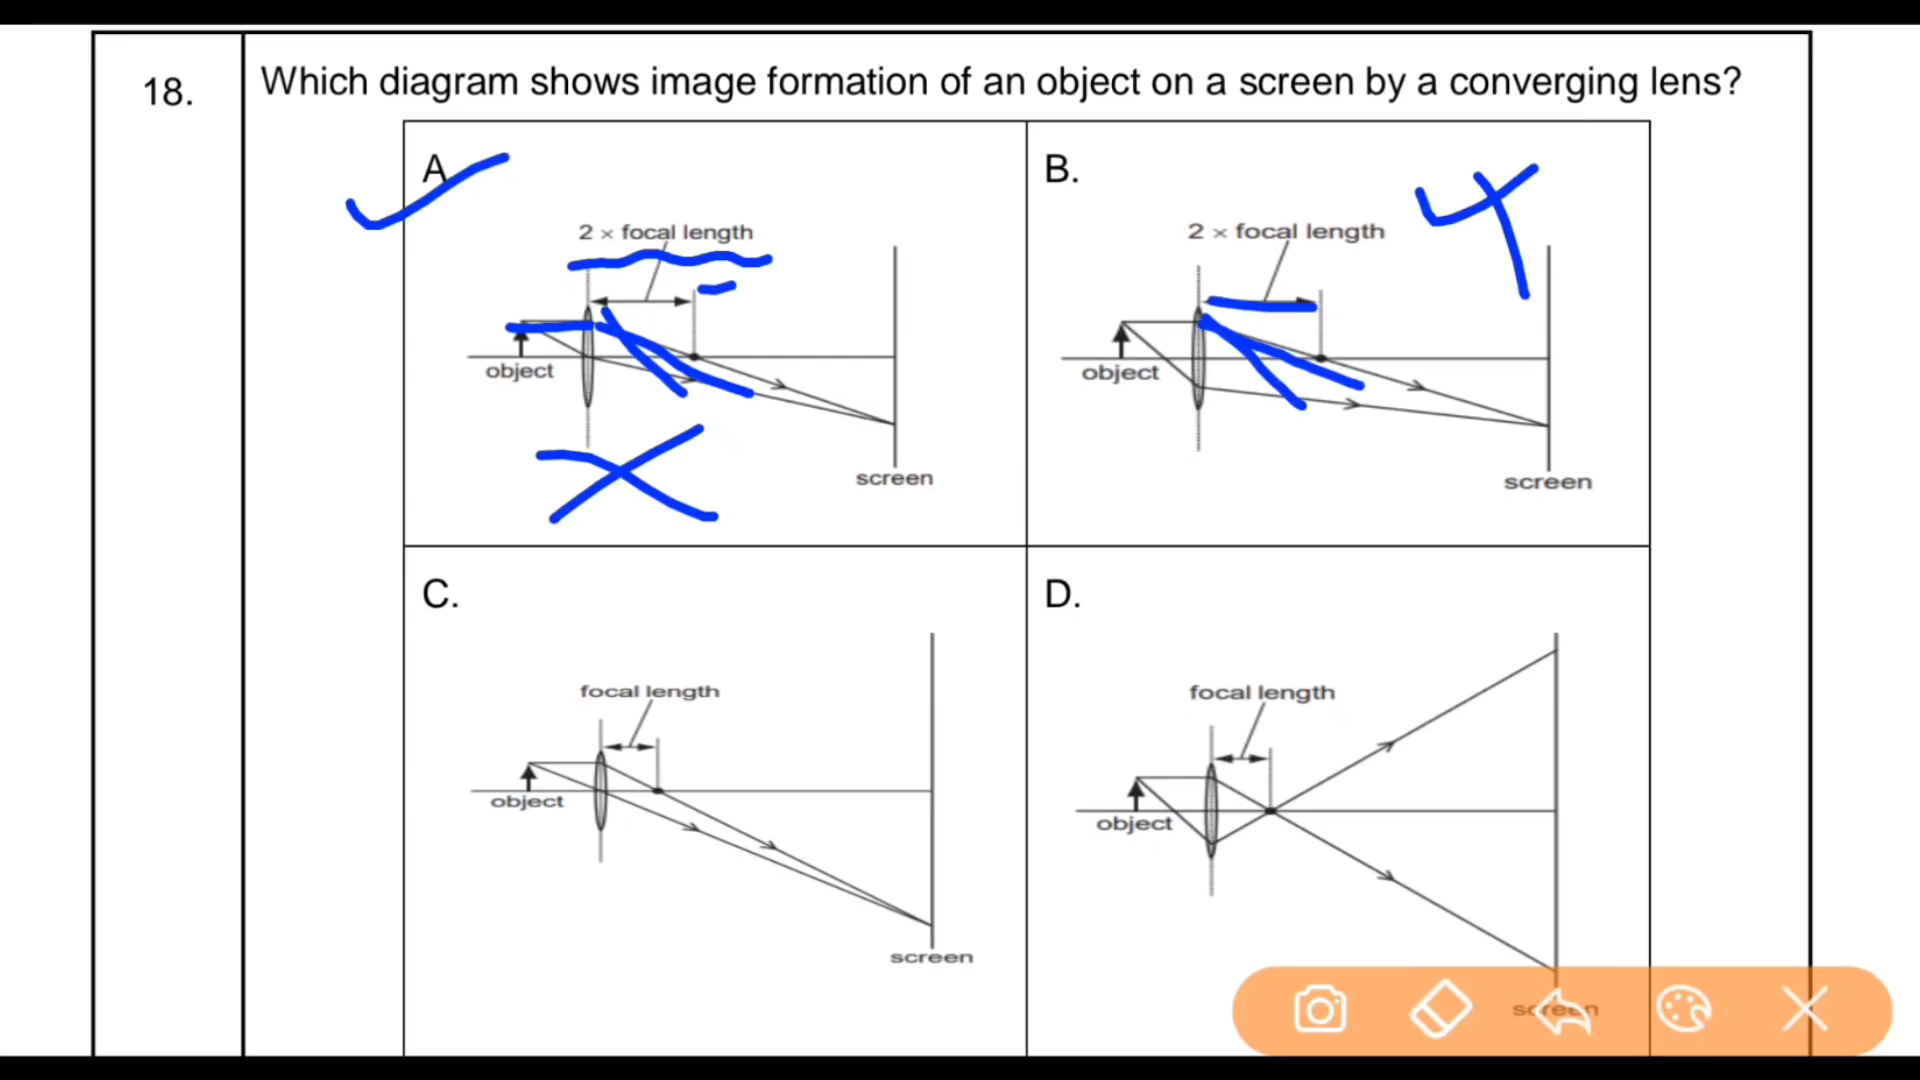 18.
Which diagram shows image formation of an object on a screen by a converging lens?
A
2 × focal length
object
screen
B.
2 × focal length
object
screen
C.
focal length
object
screen
D.
focal length
object
screen